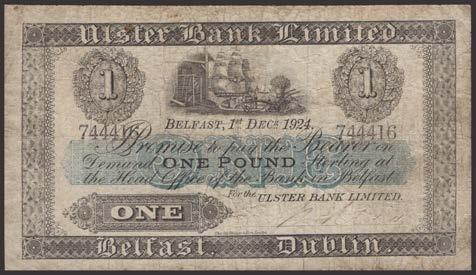 Ulster Bank Limited.
1 1
BELFAST, 1st DECR. 1924.
744416 744416
Promise to pay the Bearer on
Demand ONE POUND Sterling at
the Head Office of the Bank in Belfast
For the ULSTER BANK LIMITED.
ONE
Belfast. Dublin.